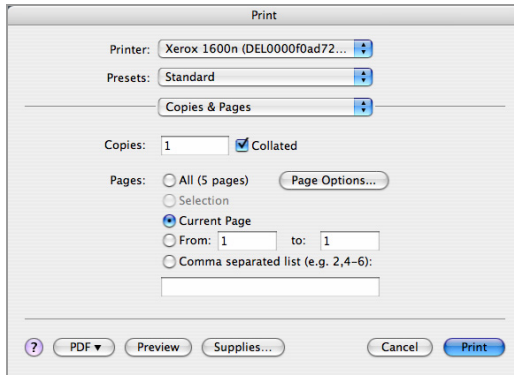 Print
Printer: Xerox 1600n (DEL0000f0ad72...
Presets: Standard
Copies & Pages
Copies: 1 Collated
Pages: All (5 pages) Page Options...
Selection
Current Page
From: 1 to: 1
Comma separated list (e.g. 2,4-6):
? PDF▼ Preview Supplies... Cancel Print